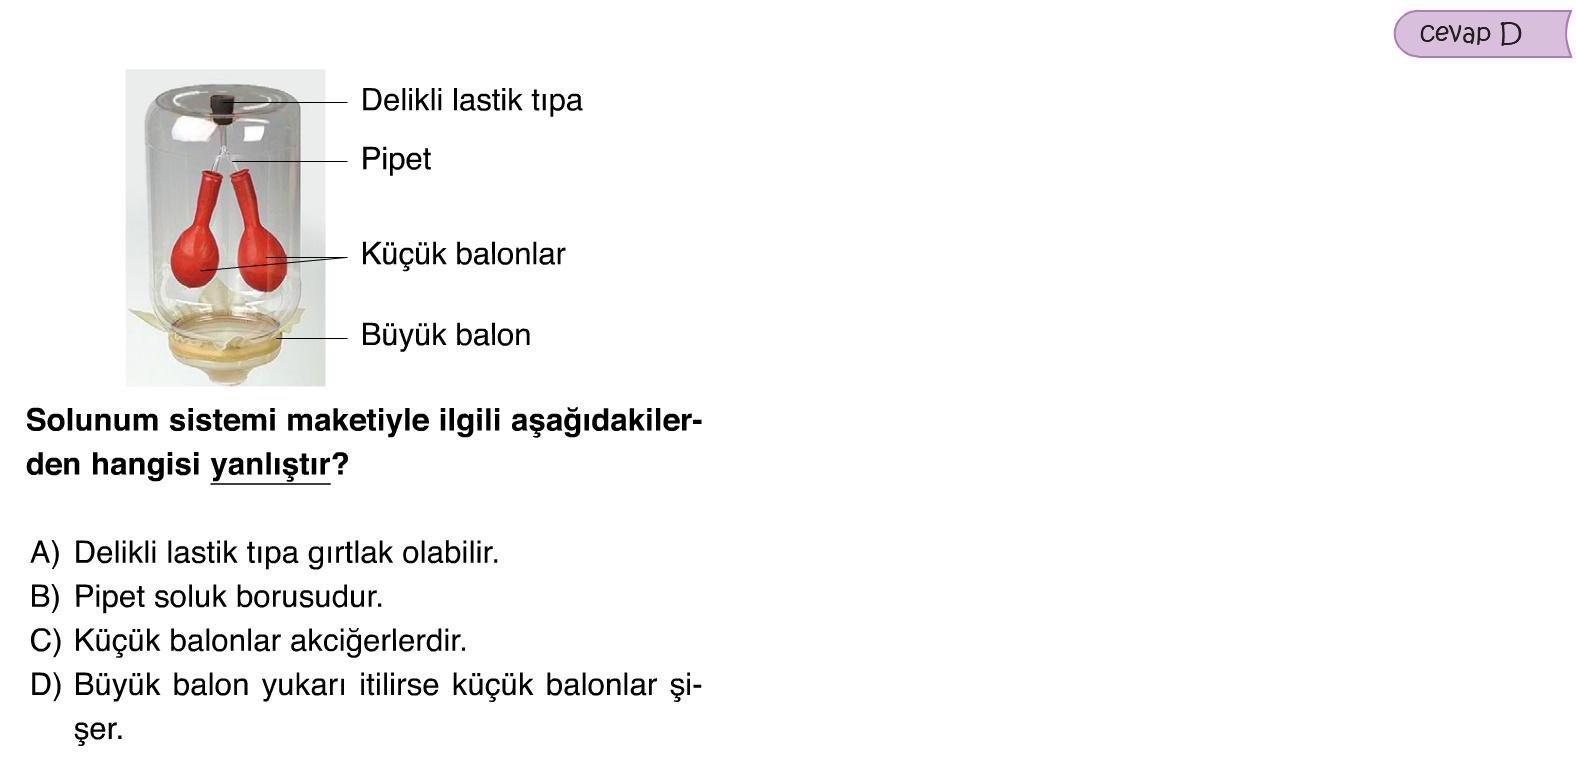 cevap D
Delikli lastik tıpa
Pipet
Küçük balonlar
Büyük balon
Solunum sistemi maketiyle ilgili aşağıdakiler-
den hangisi yanlıştır?
A) Delikli lastik tıpa gırtlak olabilir.
B) Pipet soluk borusudur.
C) Küçük balonlar akciğerlerdir.
D) Büyük balon yukarı itilirse küçük balonlar şi-
şer.